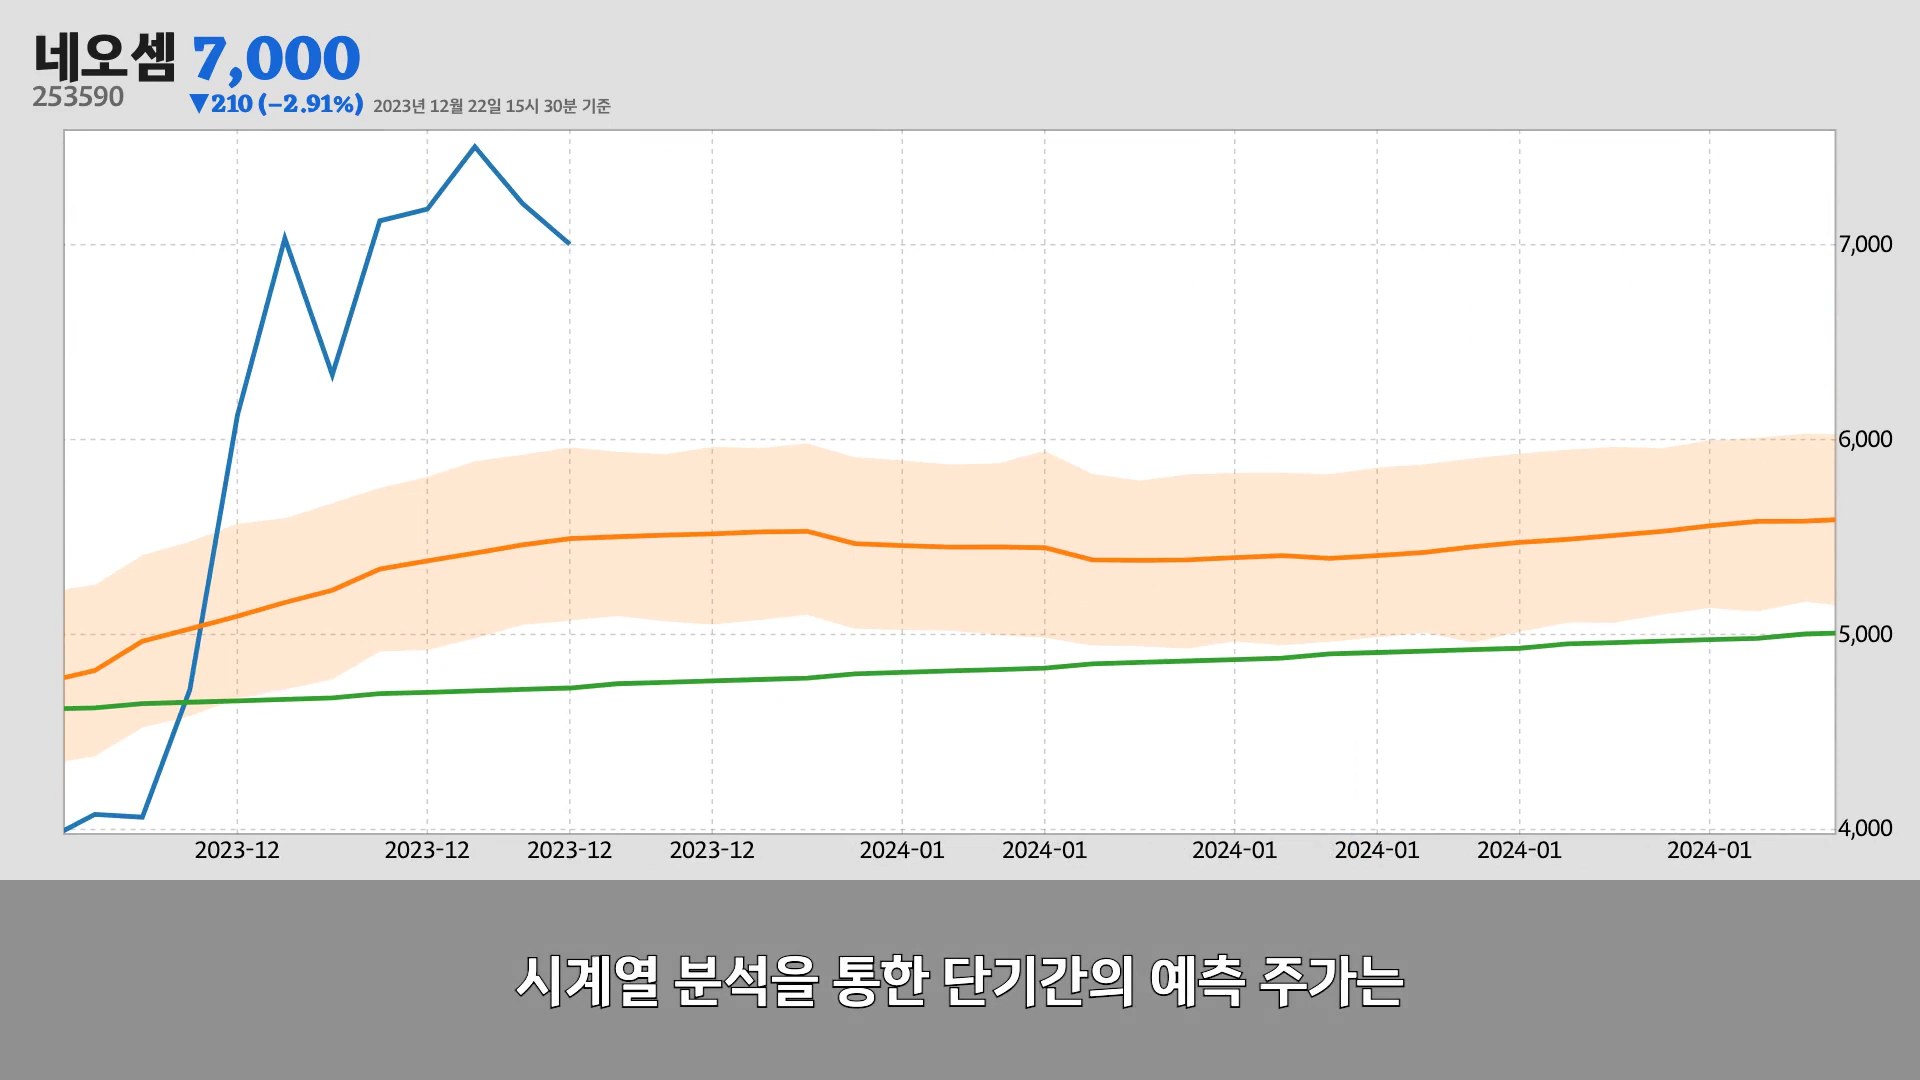 네오셈 7,000
253590 ▼210 (−2.91%) 2023년 12월 22일 15시 30분 기준
7,000
6,000
5,000
4,000
2023-12 2023-12 2023-12 2023-12 2024-01 2024-01 2024-01 2024-01 2024-01 2024-01
시계열 분석을 통한 단기간의 예측 주가는